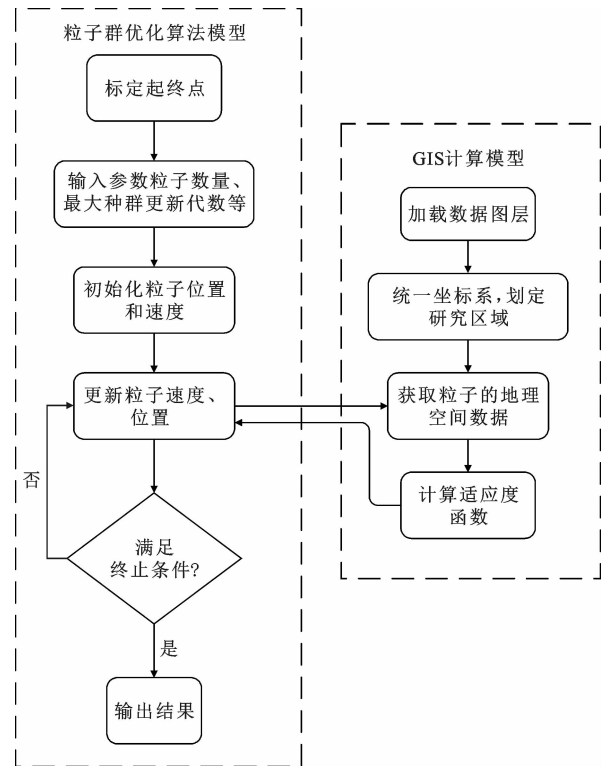 粒子群优化算法模型
标定起终点
输入参数粒子数量、
最大种群更新代数等
初始化粒子位置
和速度
更新粒子速度、
位置
否
满足
终止条件?
是
输出结果
GIS计算模型
加载数据图层
统一坐标系,划定
研究区域
获取粒子的地理
空间数据
计算适应度
函数